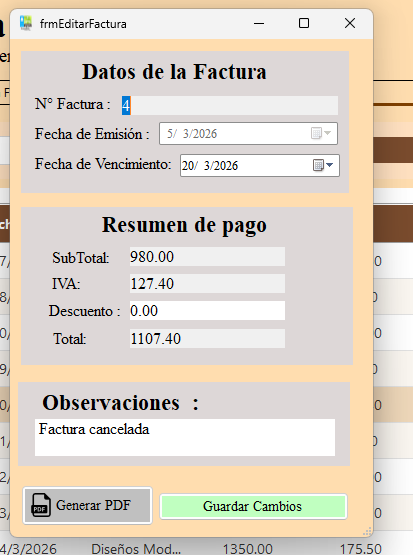 frmEditarFactura
Datos de la Factura
N° Factura : 4
Fecha de Emisión: 5/ 3/2026
Fecha de Vencimiento: 20/ 3/2026
Resumen de pago
SubTotal: 980.00
IVA: 127.40
Descuento : 0.00
Total: 1107.40
Observaciones :
Factura cancelada
PDF
Generar PDF
Guardar Cambios
4/3/2026 Diseños Mod... 1350.00 175.50